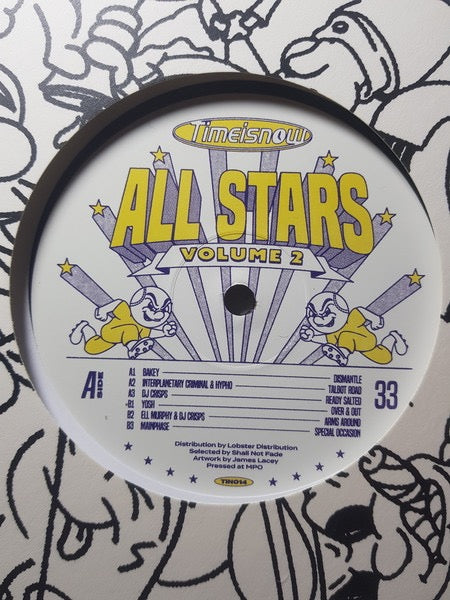 Timeisnow
ALL STARS
VOLUME 2
A SIDE
33
A1 BAKEY DISMANTLE
A2 INTERPLANETARY CRIMINAL & HYPHO TALBOT ROAD
A3 DJ CRISPS READY SALTED
B1 YOSH OVER & OUT
B2 ELL MURPHY & DJ CRISPS ARMS AROUND
B3 MAINPHASE SPECIAL OCCASION
Distribution by Lobster Distribution
Selected by Shall Not Fade
Artwork by James Lacey
Pressed at MPO
TIN014